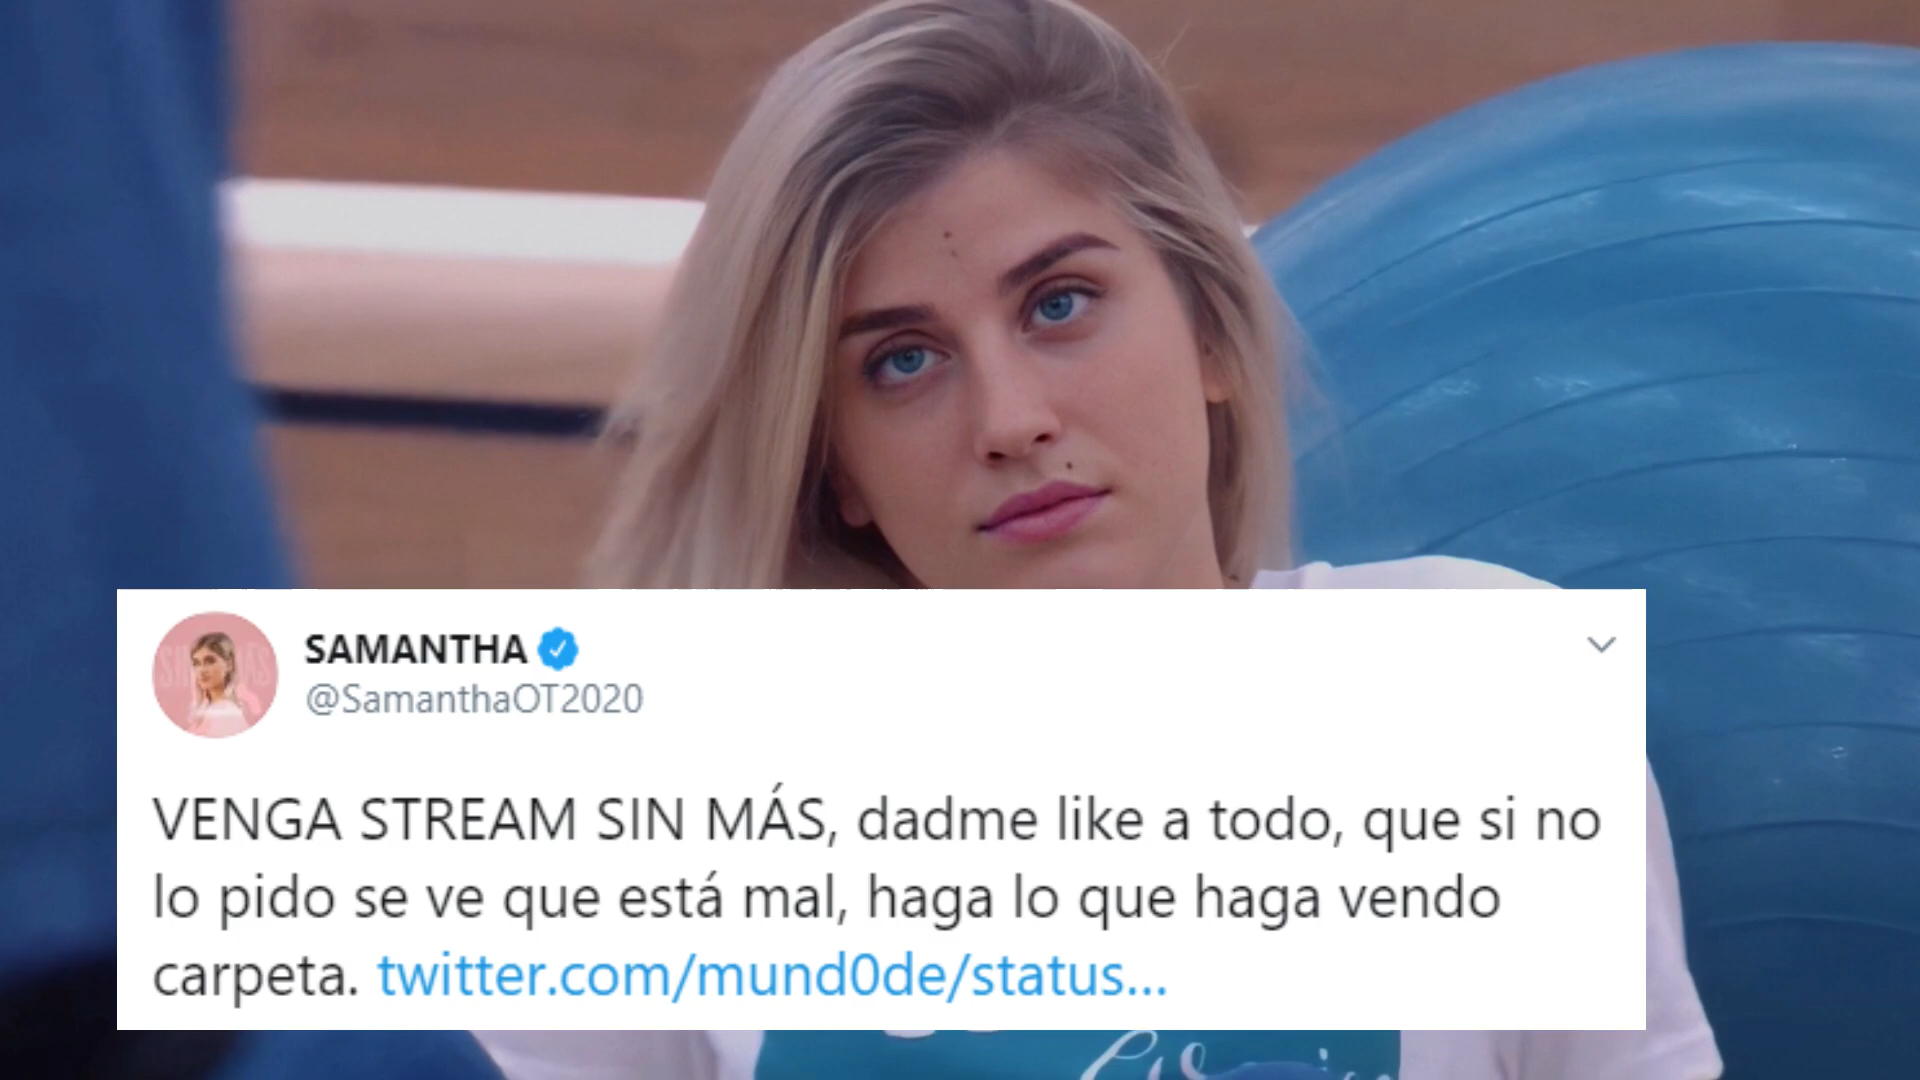 SAMANTHA
@SamanthaOT2020
VENGA STREAM SIN MÁS, dadme like a todo, que si no
lo pido se ve que está mal, haga lo que haga vendo
carpeta. twitter.com/mund0de/status...